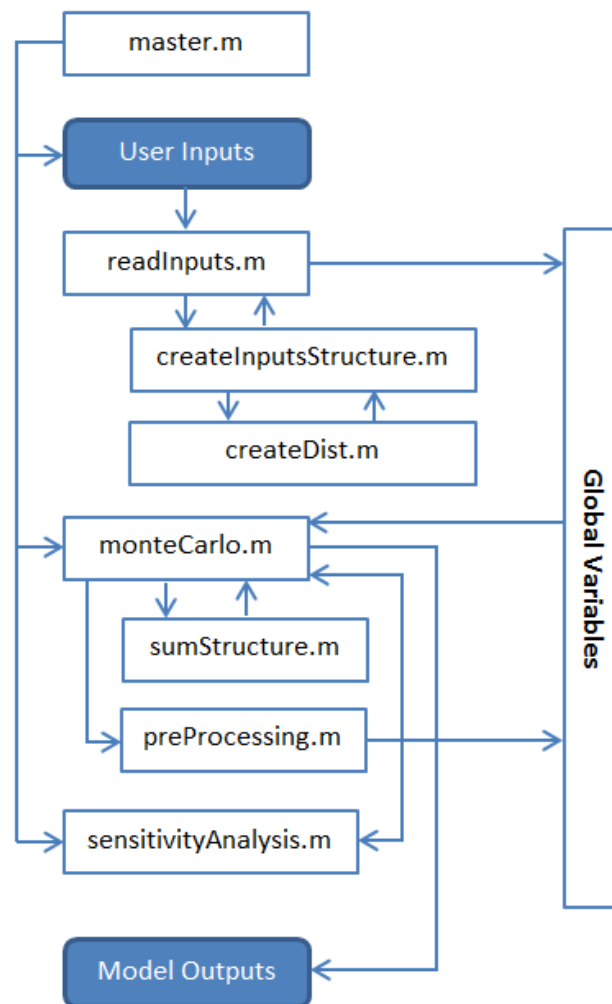 master.m
User Inputs
readInputs.m
createInputsStructure.m
createDist.m
monteCarlo.m
sumStructure.m
preProcessing.m
sensitivityAnalysis.m
Model Outputs
Global Variables